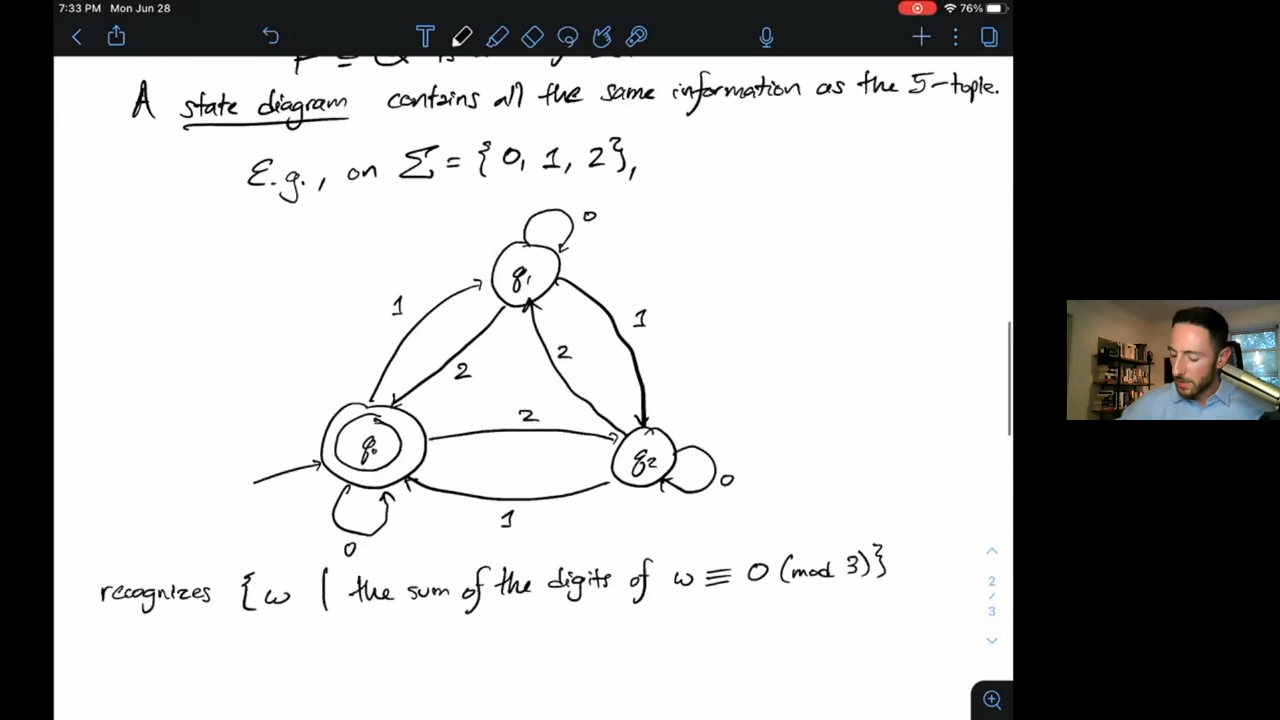 7:33 PM Mon Jun 28
76%
A state diagram contains all the same information as the 5-tuple.
E.g., on Σ = {0, 1, 2},
0
q1
1
1
2
2
2
q0
q2
0
1
0
recognizes {w | the sum of the digits of w ≡ 0 (mod 3)}
2
/
3